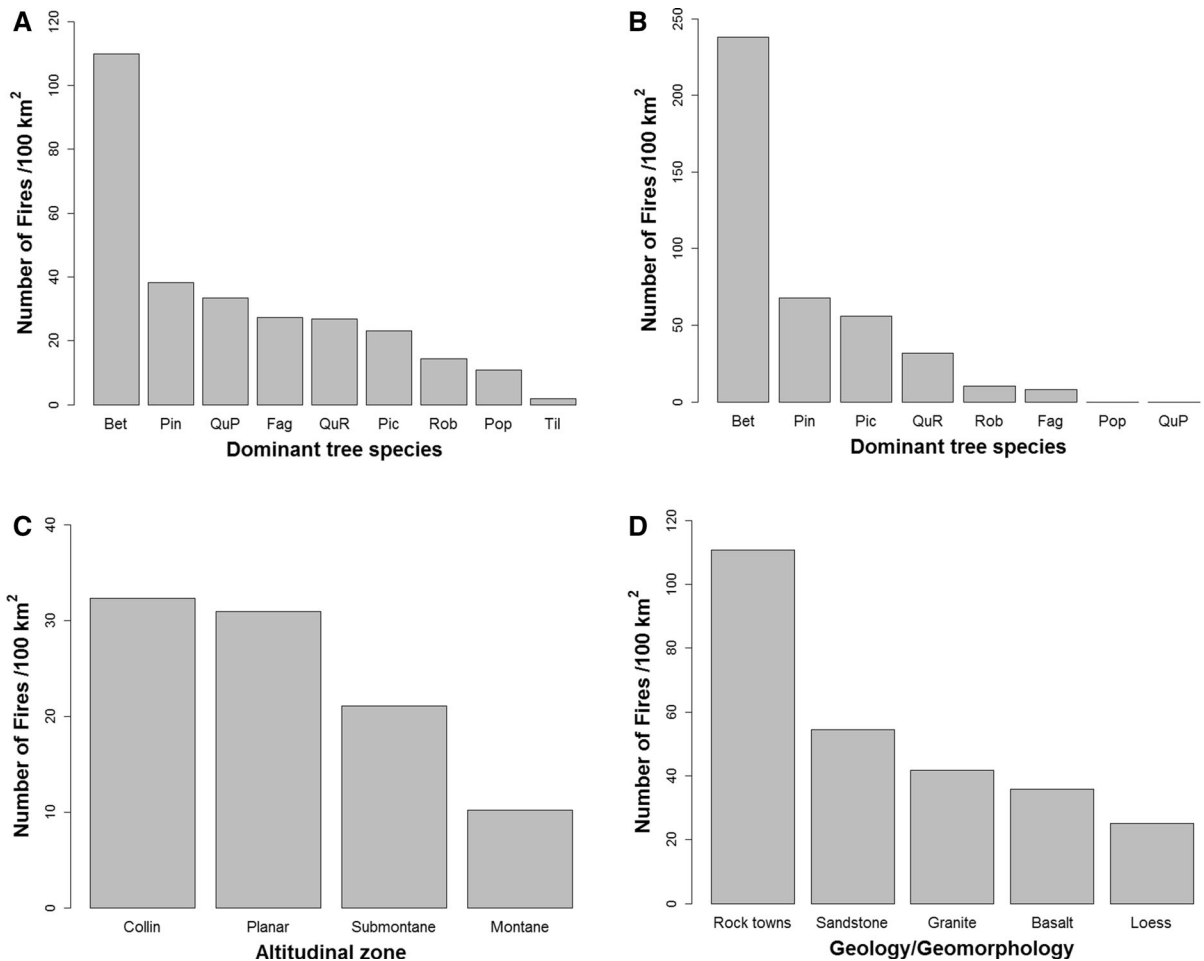 A
Number of Fires /100 km²
120
100
80
60
40
20
0
Bet Pin QuP Fag QuR Pic Rob Pop Til
Dominant tree species
B
Number of Fires /100 km²
250
200
150
100
50
0
Bet Pin Pic QuR Rob Fag Pop QuP
Dominant tree species
C
Number of Fires /100 km²
40
30
20
10
0
Collin Planar Submontane Montane
Altitudinal zone
D
Number of Fires /100 km²
120
100
80
60
40
20
0
Rock towns Sandstone Granite Basalt Loess
Geology/Geomorphology